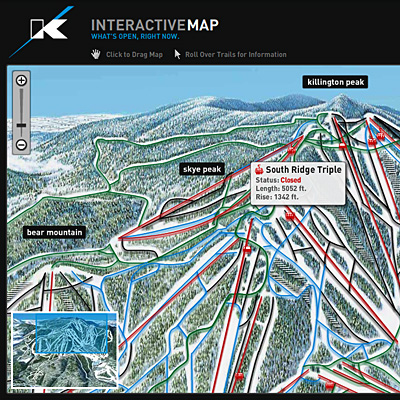 INTERACTIVEMAP
WHAT'S OPEN, RIGHT NOW.
Click to Drag Map
Roll Over Trails for Information
killington peak
skye peak
South Ridge Triple
Status: Closed
Length: 5052 ft.
Rise: 1342 ft.
bear mountain